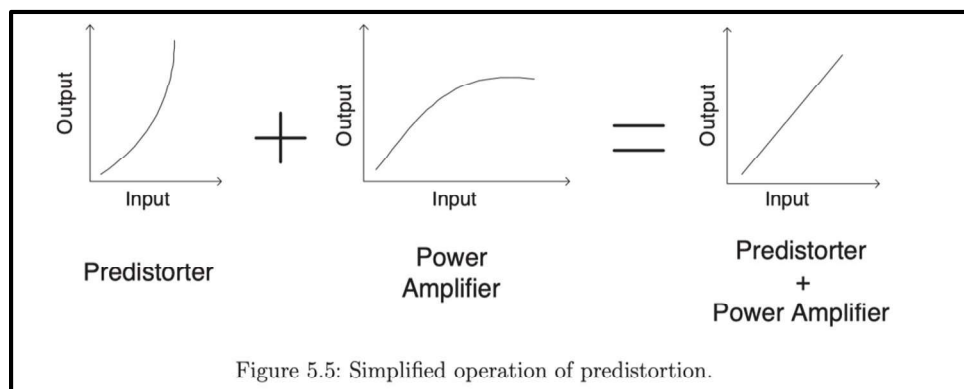 Output
Input
Predistorter
+
Output
Input
Power
Amplifier
=
Output
Input
Predistorter
+
Power Amplifier
Figure 5.5: Simplified operation of predistortion.